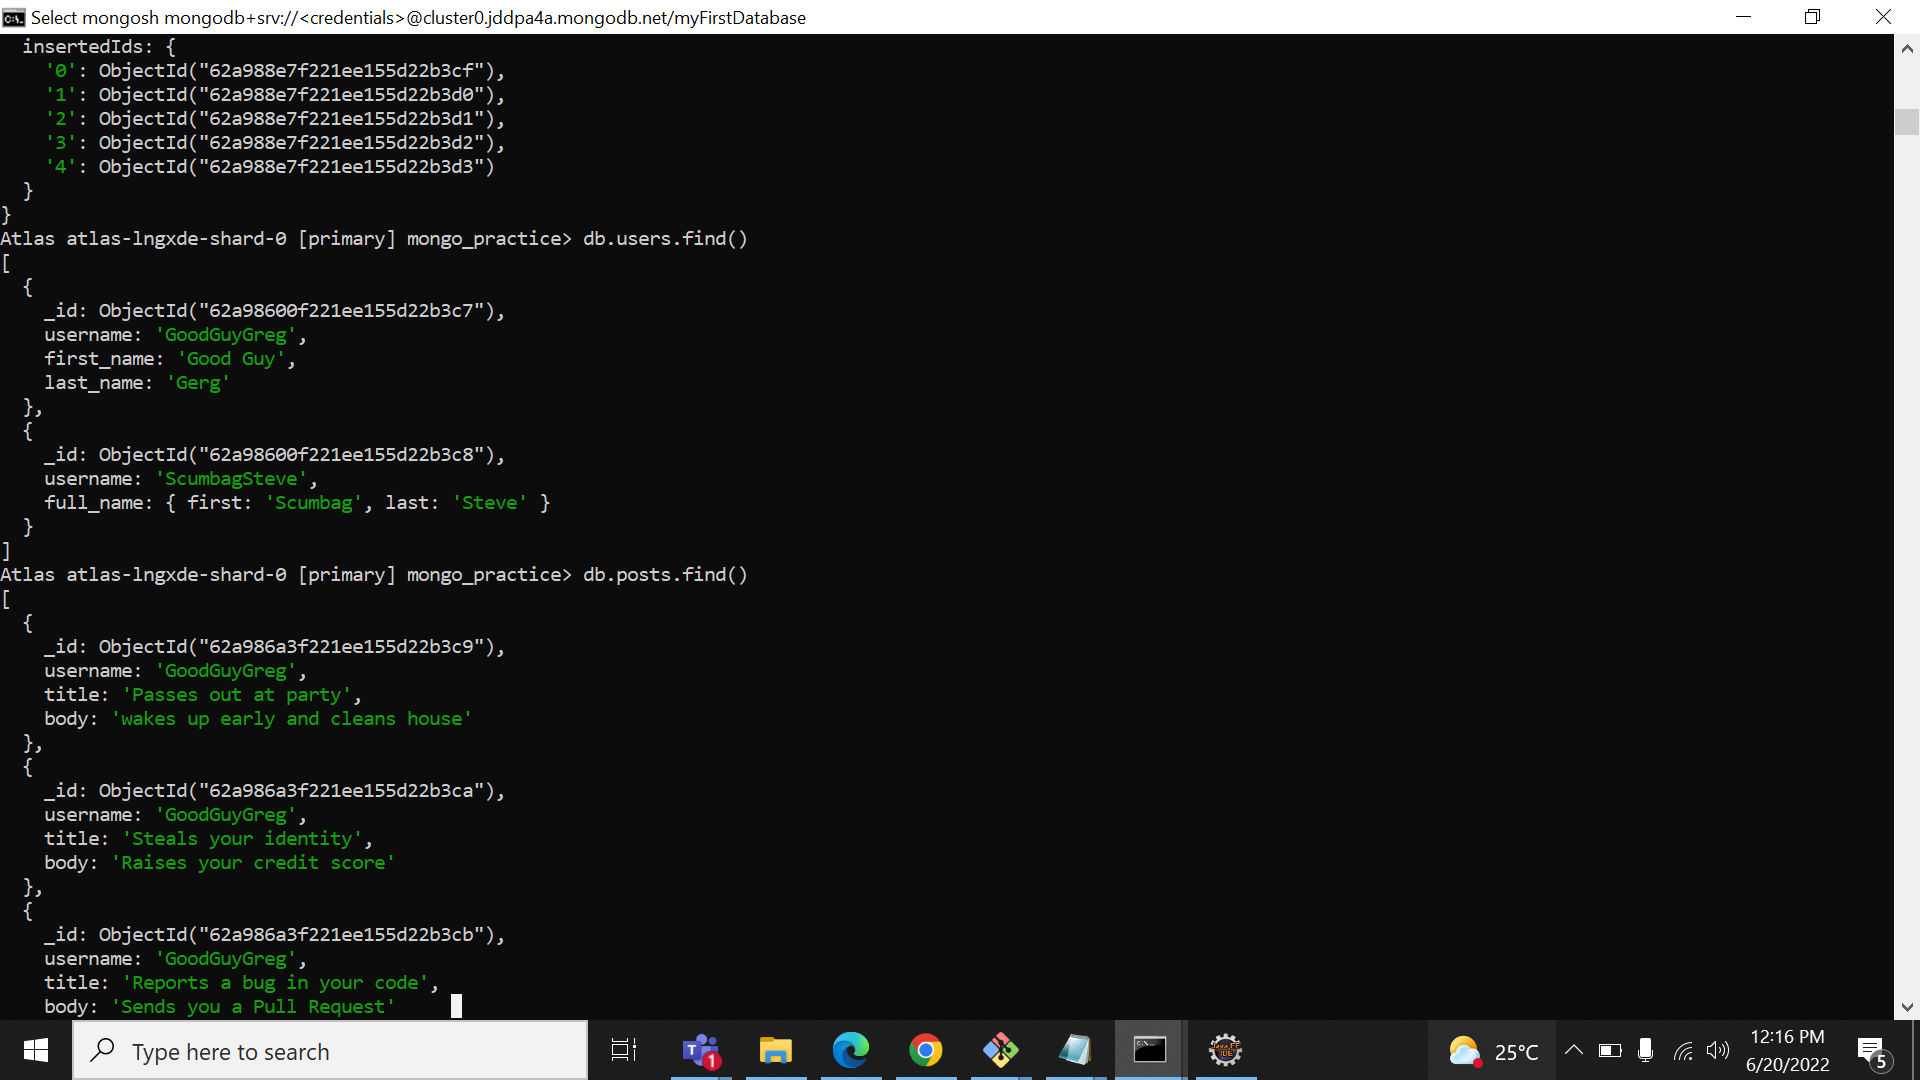 Select mongosh mongodb+srv://<credentials>@cluster0.jddpa4a.mongodb.net/myFirstDatabase
insertedIds: {
'0': ObjectId("62a988e7f221ee155d22b3cf"),
'1': ObjectId("62a988e7f221ee155d22b3d0"),
'2': ObjectId("62a988e7f221ee155d22b3d1"),
'3': ObjectId("62a988e7f221ee155d22b3d2"),
'4': ObjectId("62a988e7f221ee155d22b3d3")
}
}
Atlas atlas-lngxde-shard-0 [primary] mongo_practice> db.users.find()
[
{
_id: ObjectId("62a98600f221ee155d22b3c7"),
username: 'GoodGuyGreg',
first_name: 'Good Guy',
last_name: 'Gerg'
},
{
_id: ObjectId("62a98600f221ee155d22b3c8"),
username: 'ScumbagSteve',
full_name: { first: 'Scumbag', last: 'Steve' }
}
]
Atlas atlas-lngxde-shard-0 [primary] mongo_practice> db.posts.find()
[
{
_id: ObjectId("62a986a3f221ee155d22b3c9"),
username: 'GoodGuyGreg',
title: 'Passes out at party',
body: 'wakes up early and cleans house'
},
{
_id: ObjectId("62a986a3f221ee155d22b3ca"),
username: 'GoodGuyGreg',
title: 'Steals your identity',
body: 'Raises your credit score'
},
{
_id: ObjectId("62a986a3f221ee155d22b3cb"),
username: 'GoodGuyGreg',
title: 'Reports a bug in your code',
body: 'Sends you a Pull Request'
Type here to search
T
1
Java EE
IDE
25°C
12:16 PM
6/20/2022
5